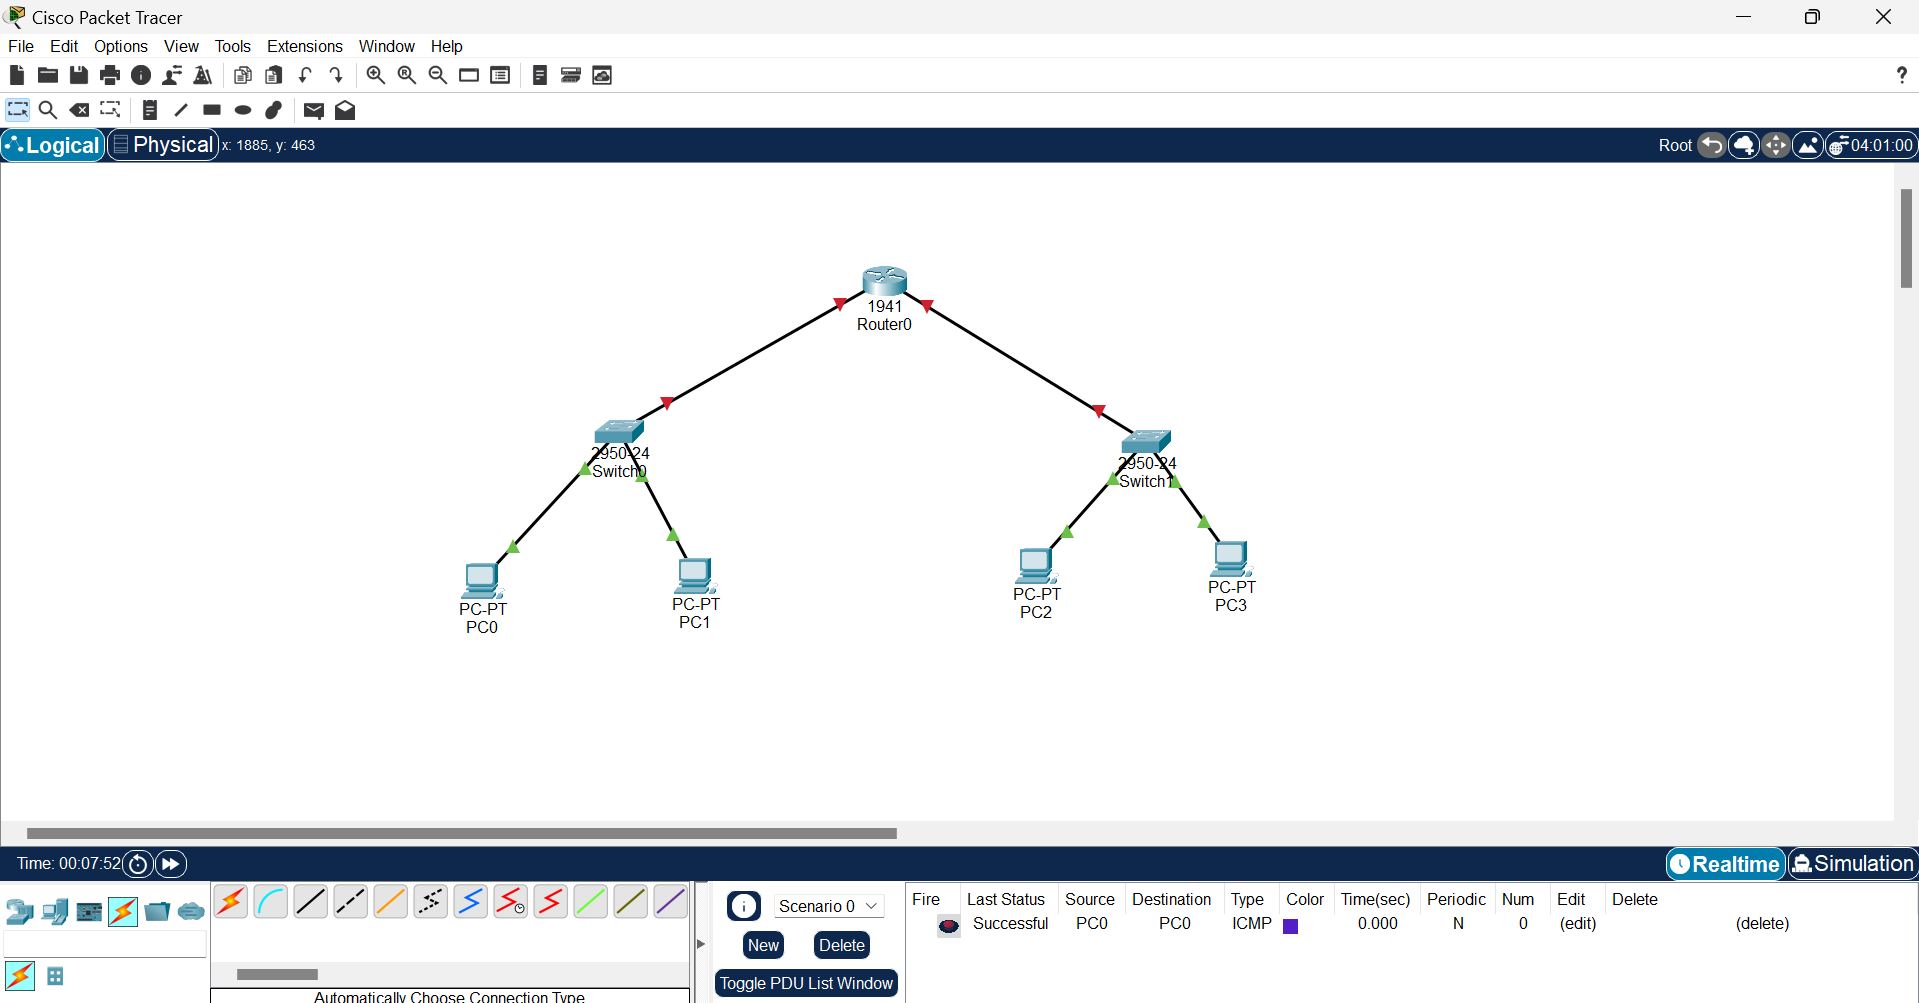 Cisco Packet Tracer
File Edit Options View Tools Extensions Window Help
?
Logical Physical x: 1885, y: 463 Root 04:01:00
1941
Router0
2950-24
Switch0
2950-24
Switch1
PC-PT
PC0
PC-PT
PC1
PC-PT
PC2
PC-PT
PC3
Time: 00:07:52 Realtime Simulation
Scenario 0
New Delete
Toggle PDU List Window
Fire Last Status Source Destination Type Color Time(sec) Periodic Num Edit Delete
Successful PC0 PC0 ICMP 0.000 N 0 (edit) (delete)
Automatically Choose Connection Type